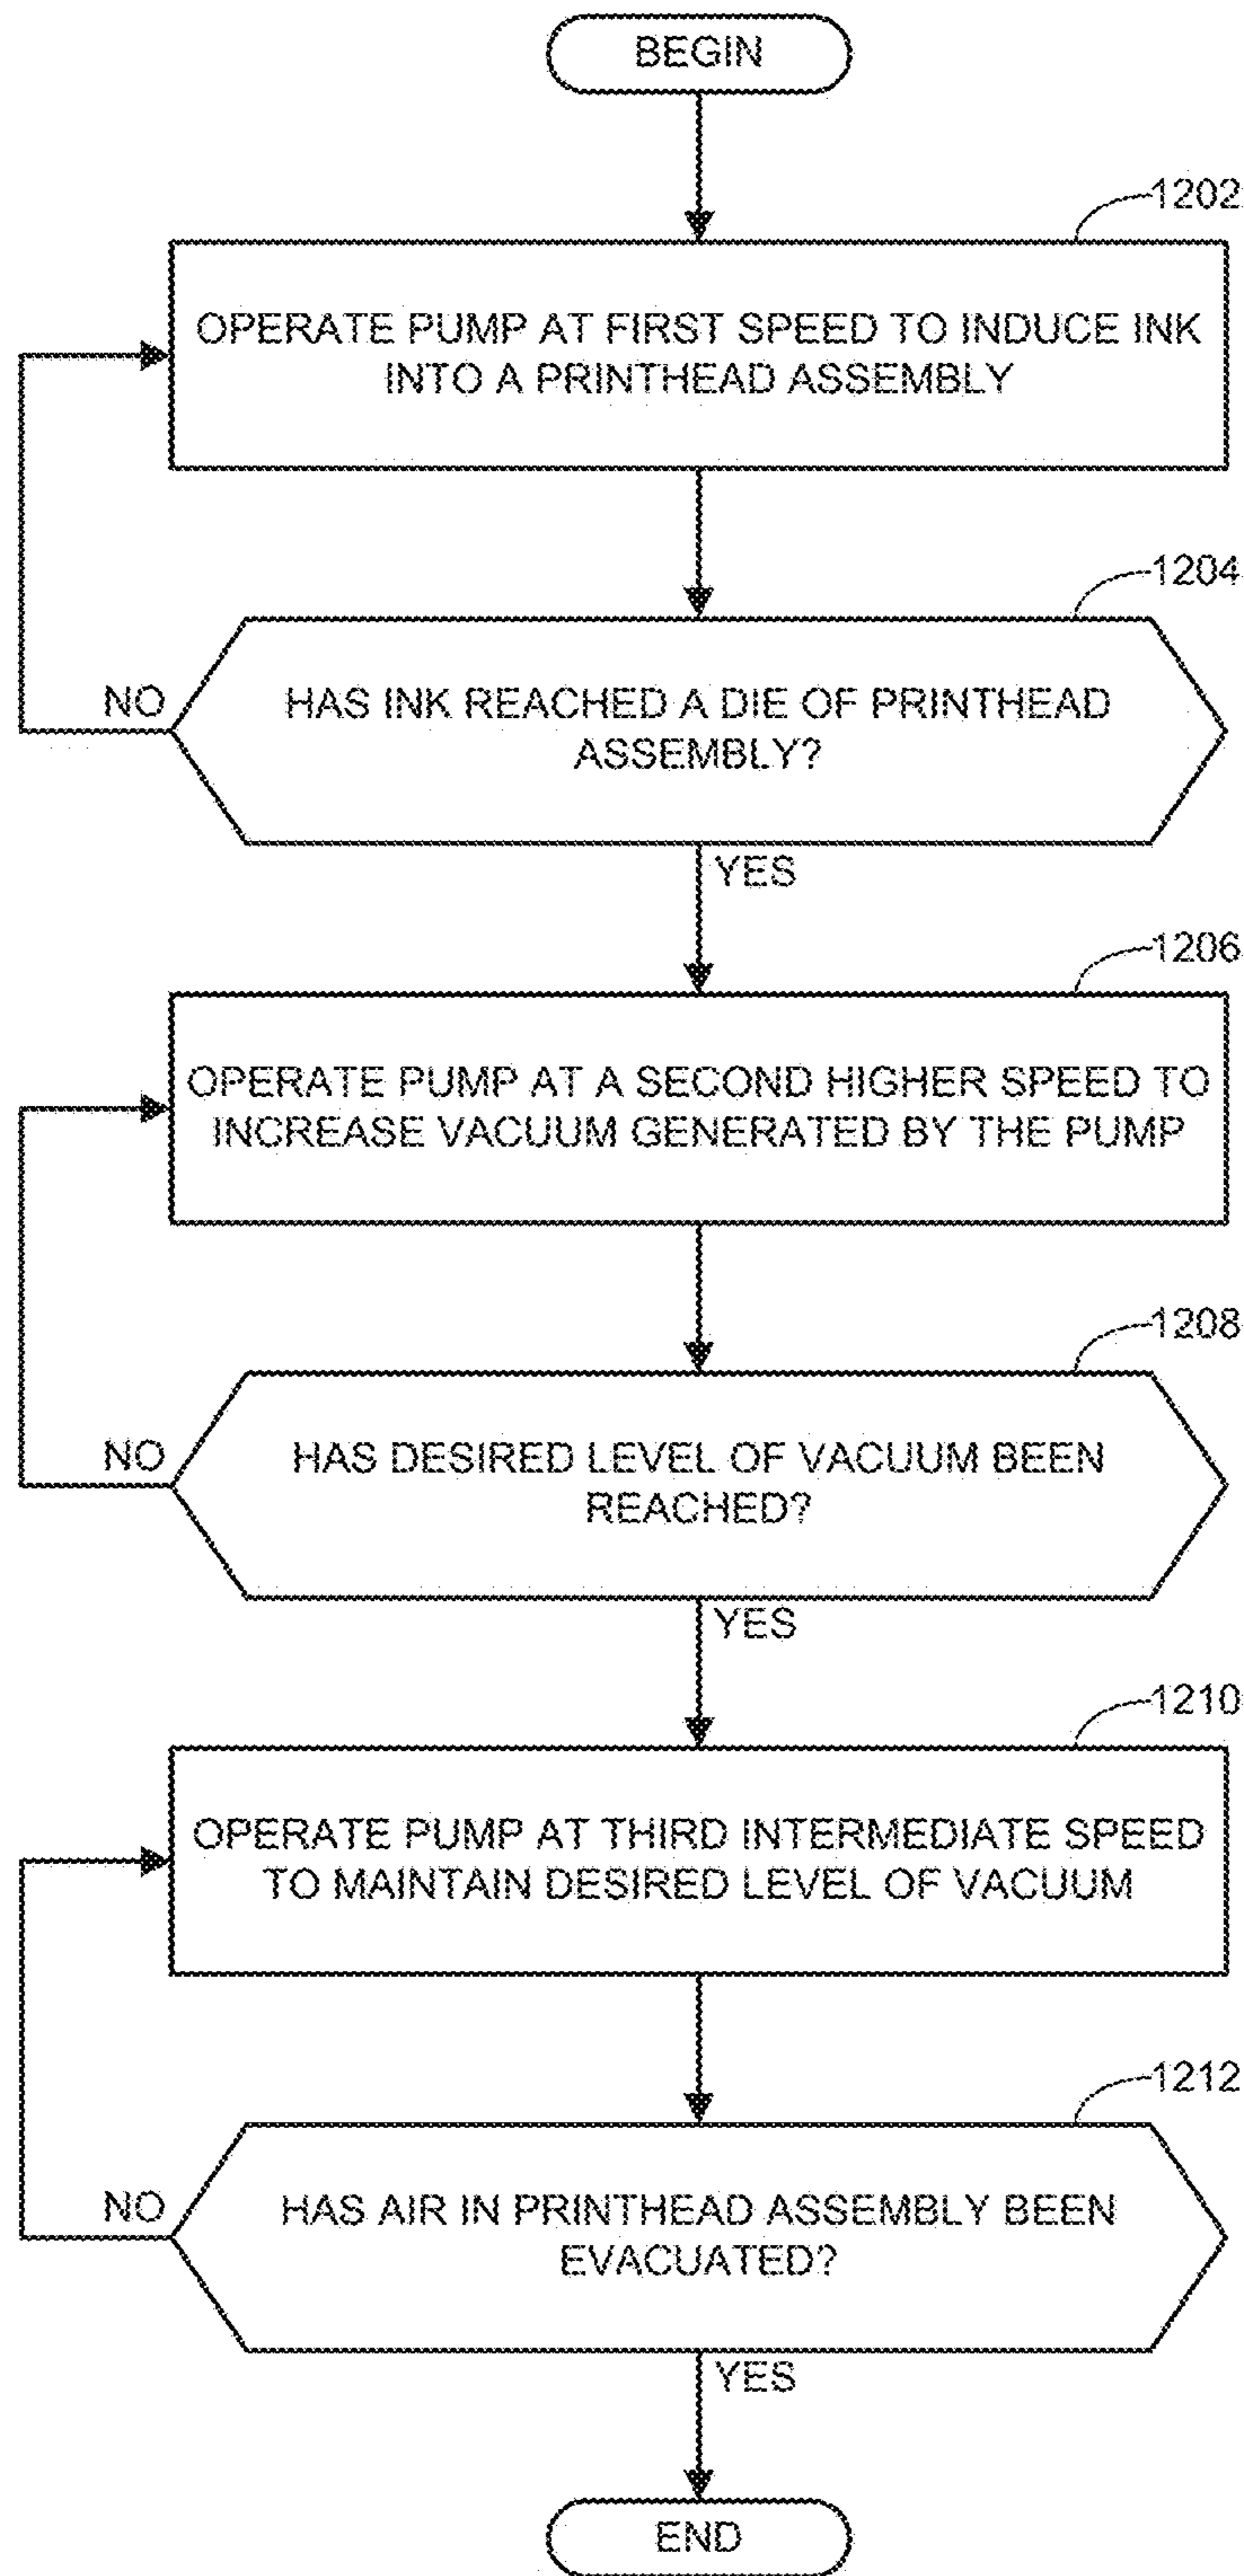 BEGIN
1202
OPERATE PUMP AT FIRST SPEED TO INDUCE INK
INTO A PRINTHEAD ASSEMBLY
1204
HAS INK REACHED A DIE OF PRINTHEAD
ASSEMBLY?
NO
YES
1206
OPERATE PUMP AT A SECOND HIGHER SPEED TO
INCREASE VACUUM GENERATED BY THE PUMP
1208
HAS DESIRED LEVEL OF VACUUM BEEN
REACHED?
NO
YES
1210
OPERATE PUMP AT THIRD INTERMEDIATE SPEED
TO MAINTAIN DESIRED LEVEL OF VACUUM
1212
HAS AIR IN PRINTHEAD ASSEMBLY BEEN
EVACUATED?
NO
YES
END